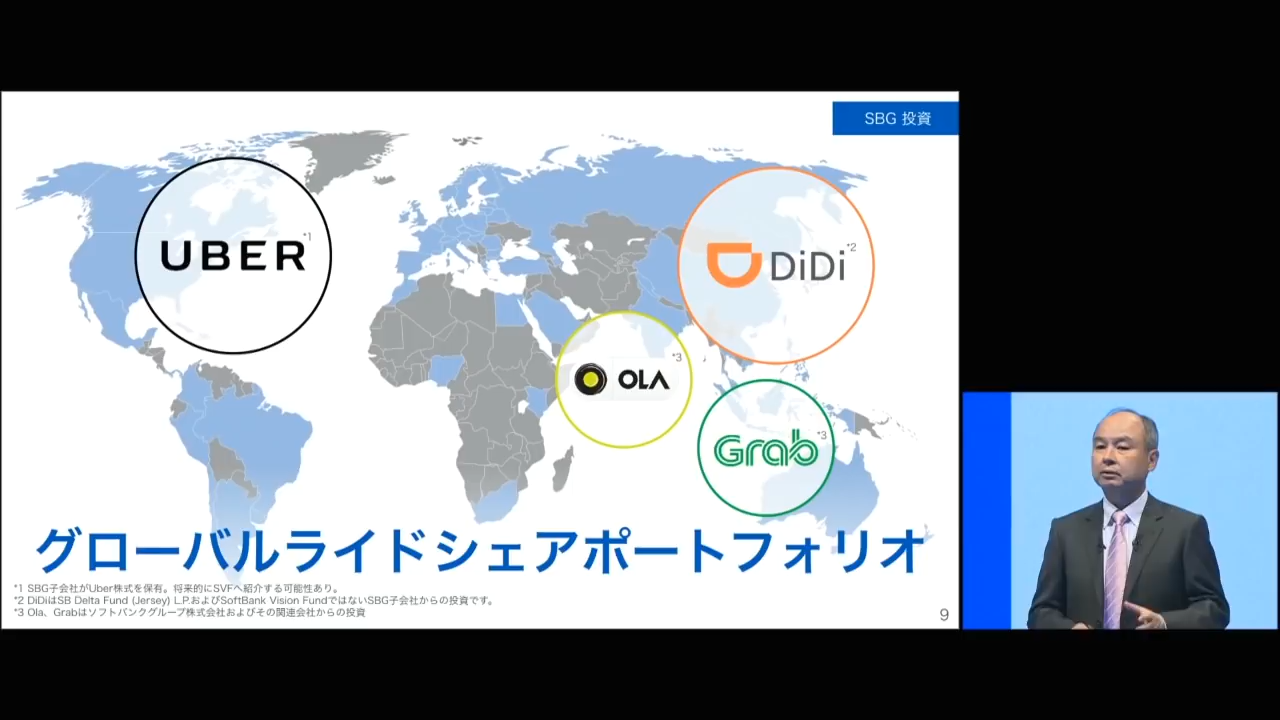 SBG 投資
UBER *1
DiDi *2
OLA *3
Grab *3
グローバルライドシェアポートフォリオ
*1 SBG子会社がUber株式を保有。将来的にSVFへ紹介する可能性あり。
*2 DiDiはSB Delta Fund (Jersey) L.P.およびSoftBank Vision FundではないSBG子会社からの投資です。
*3 Ola、Grabはソフトバンクグループ株式会社およびその関連会社からの投資
9